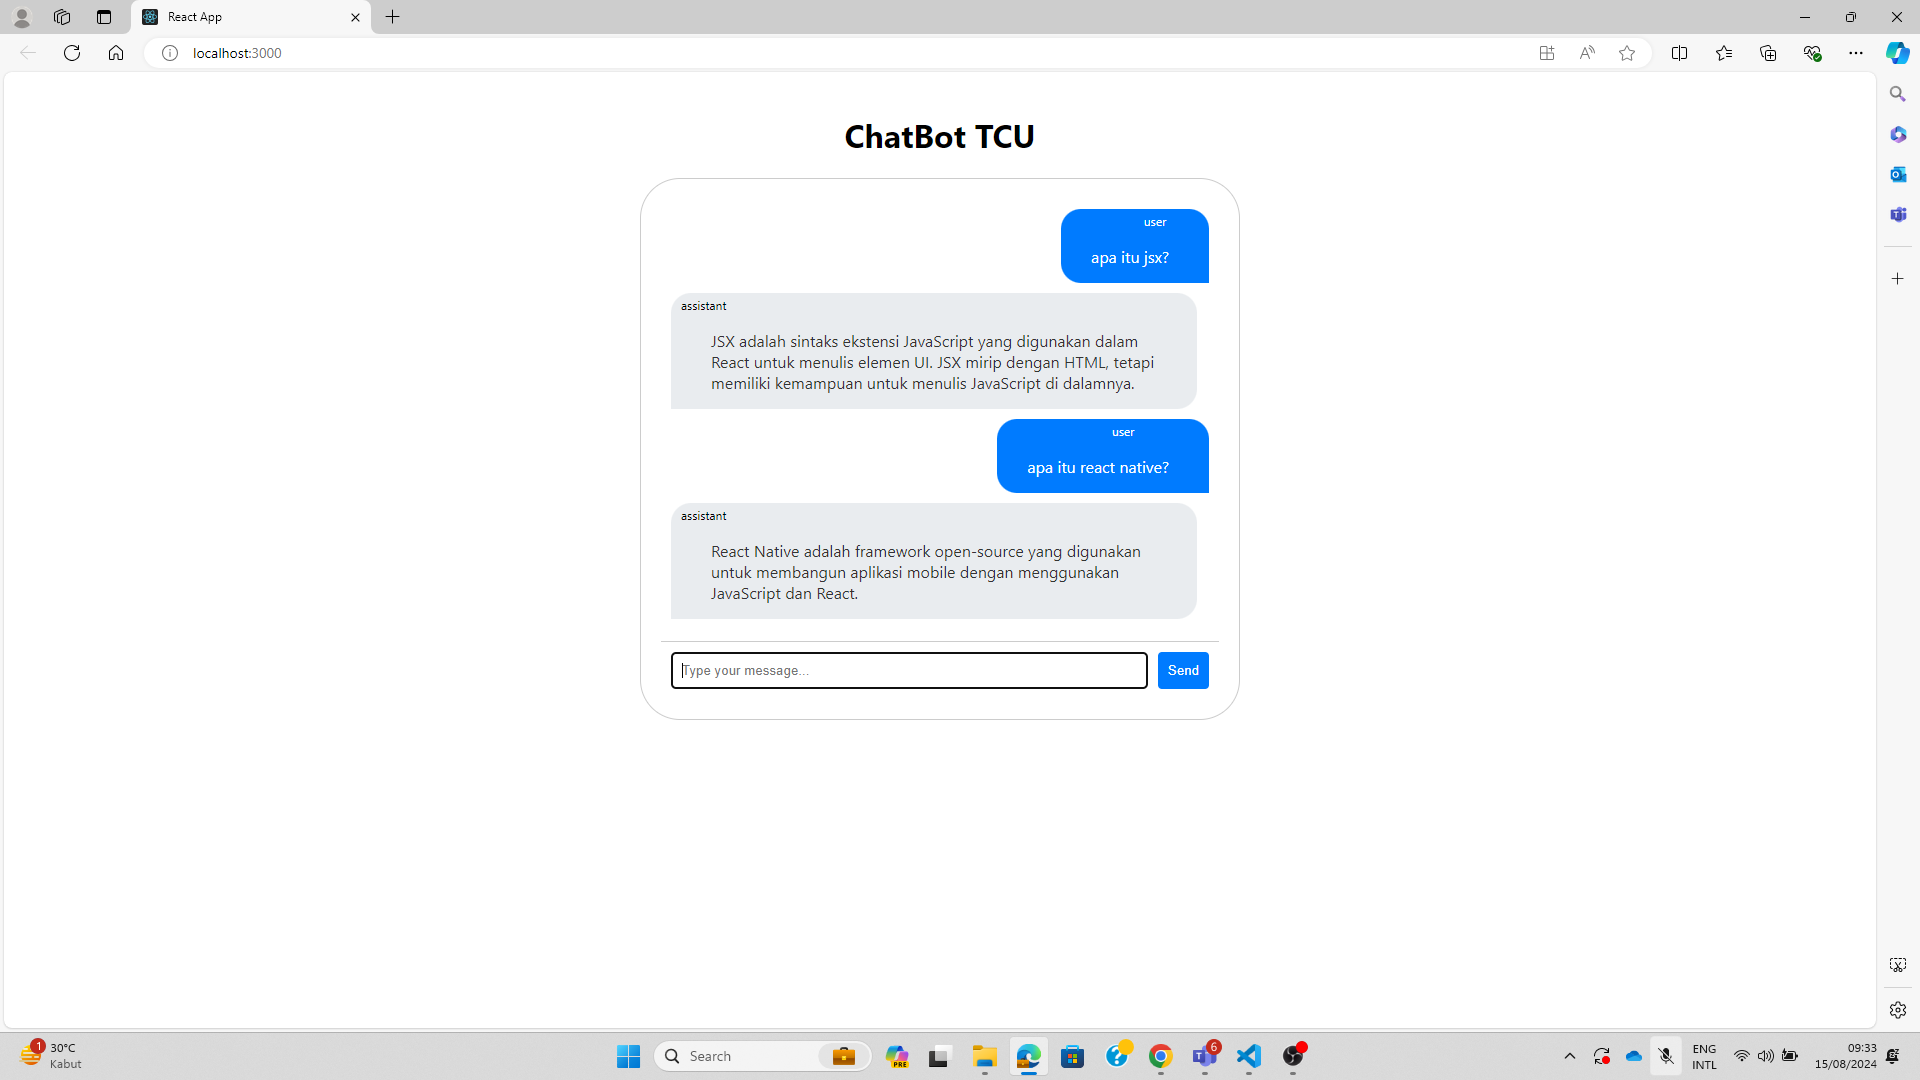 React App
localhost:3000
ChatBot TCU
user
apa itu jsx?
assistant
JSX adalah sintaks ekstensi JavaScript yang digunakan dalam
React untuk menulis elemen UI. JSX mirip dengan HTML, tetapi
memiliki kemampuan untuk menulis JavaScript di dalamnya.
user
apa itu react native?
assistant
React Native adalah framework open-source yang digunakan
untuk membangun aplikasi mobile dengan menggunakan
JavaScript dan React.
Type your message...
Send
1
30°C
Kabut
Search
PRE
6
ENG
INTL
09:33
15/08/2024